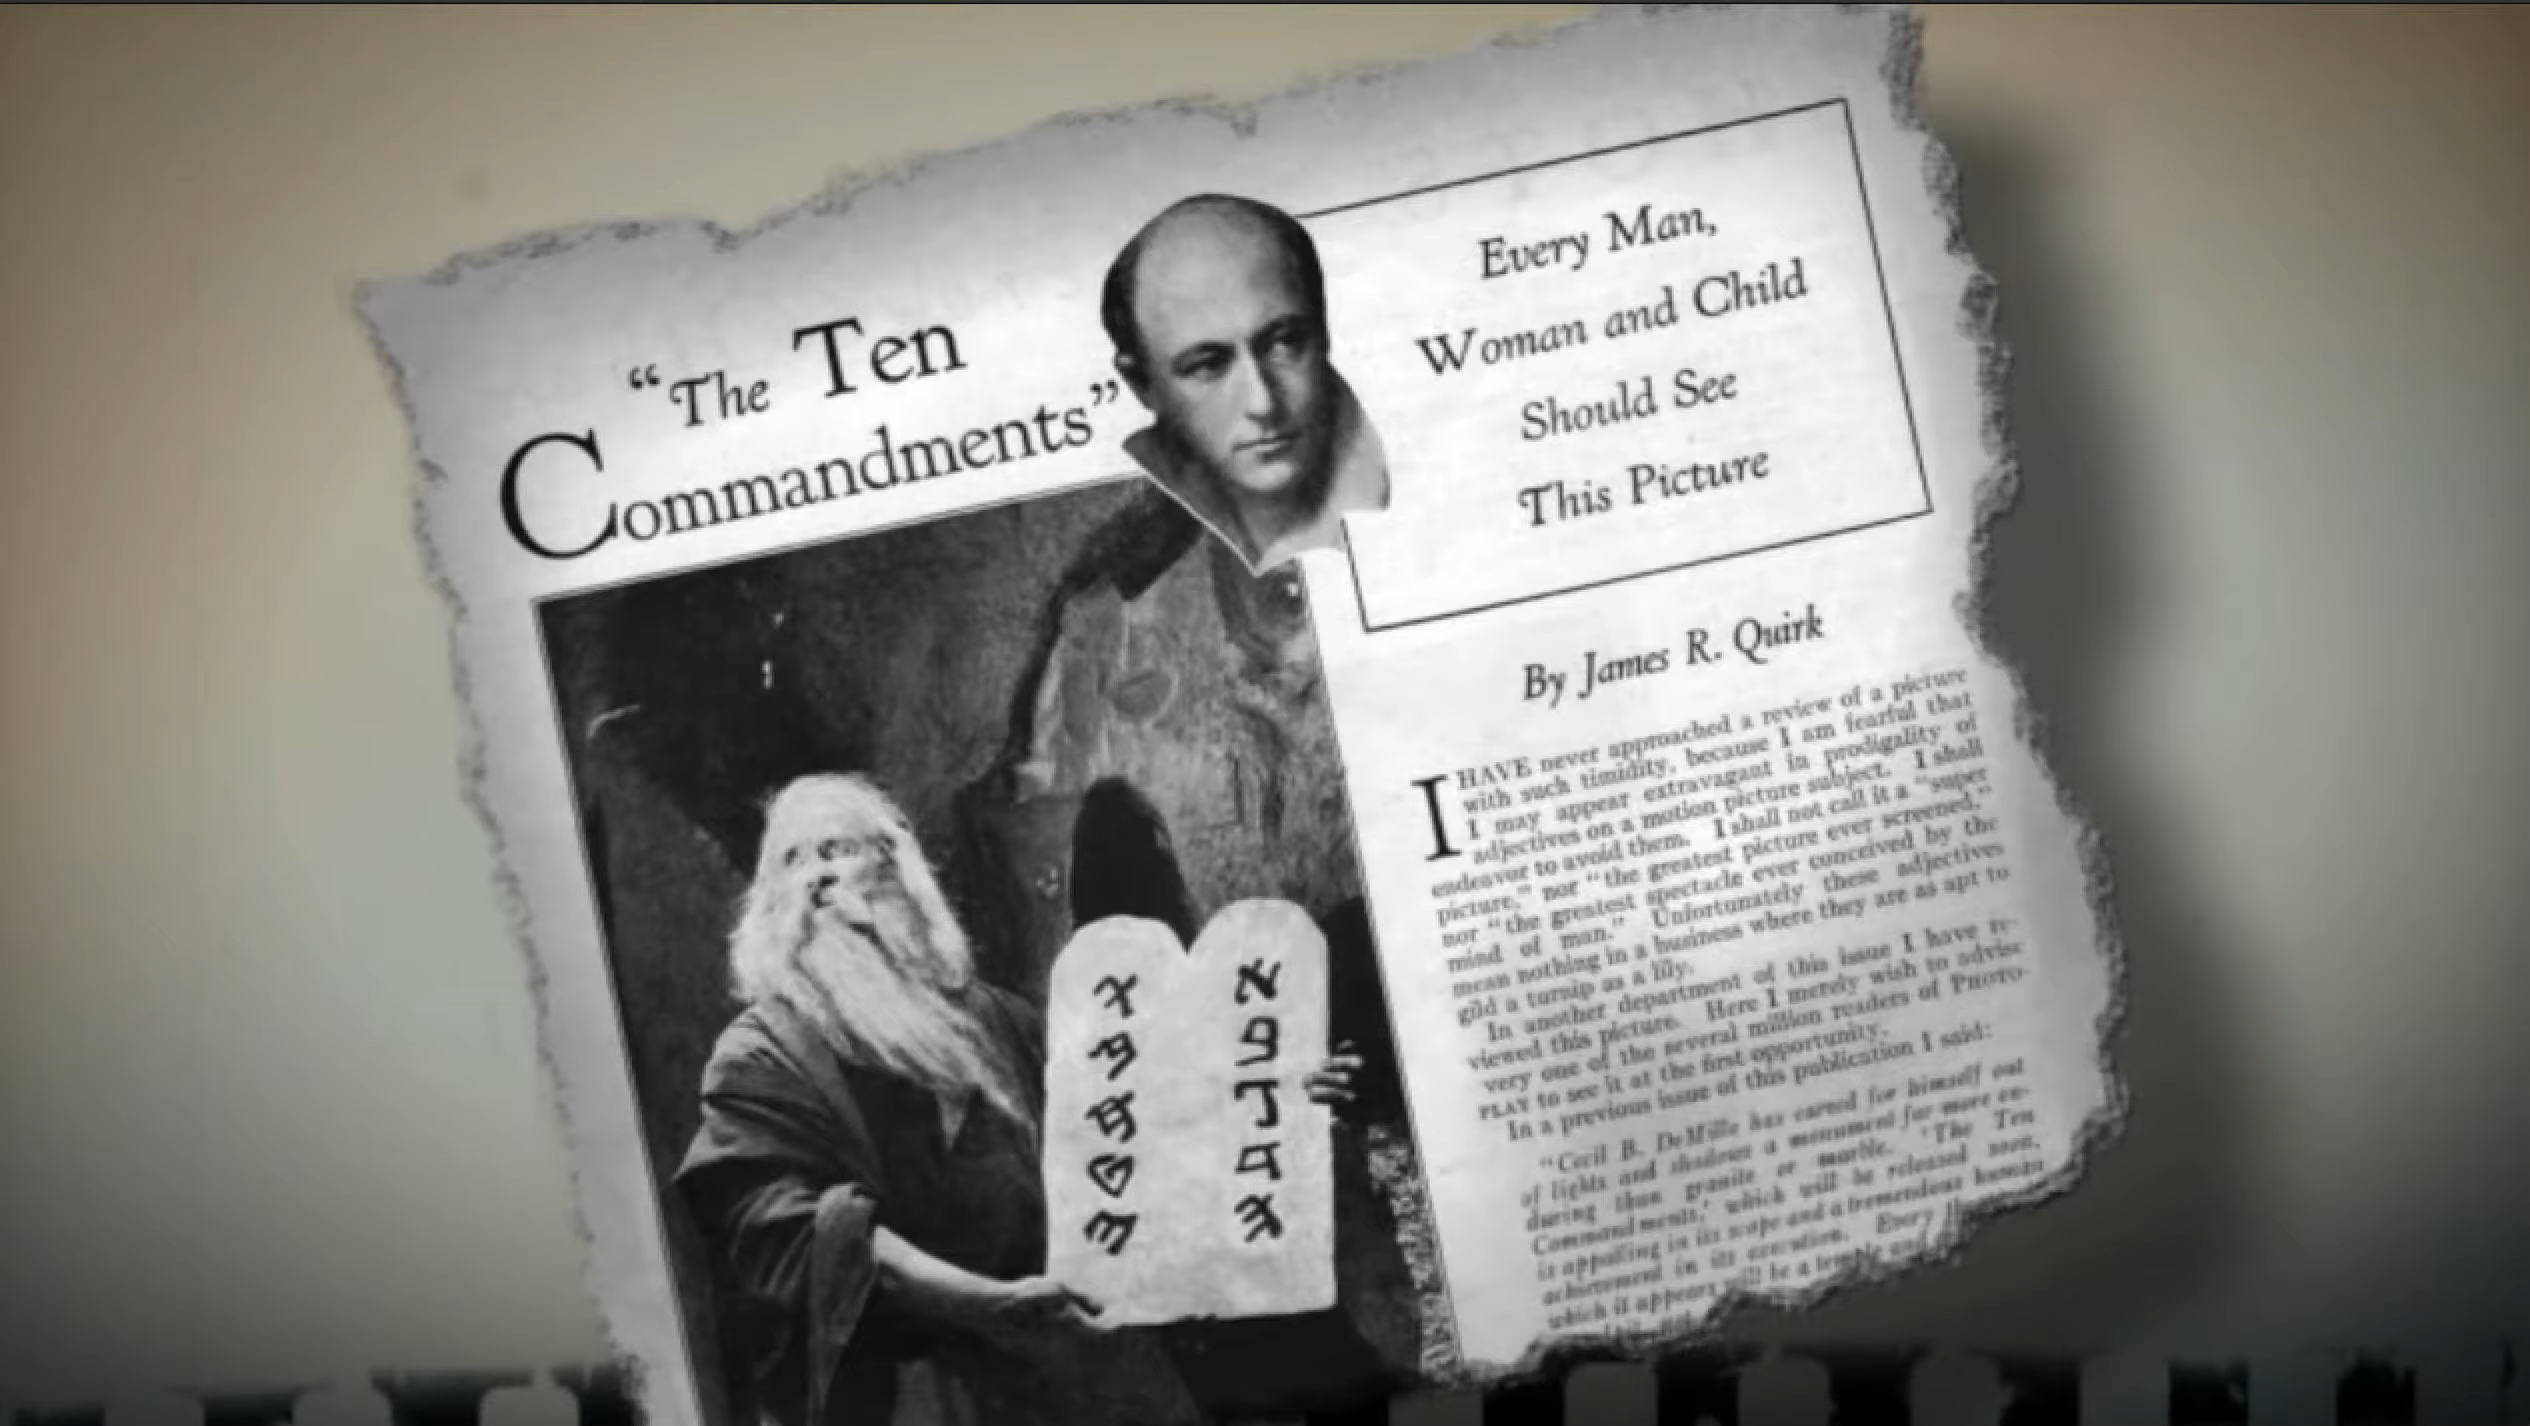 “The Ten
Commandments”
Every Man,
Woman and Child
Should See
This Picture
By James R. Quirk
I HAVE never approached a review of a picture
with such timidity, because I am fearful that
I may appear extravagant in prodigality of
adjectives on a motion picture subject. I shall
endeavor to avoid them. I shall not call it a “super
picture,” nor “the greatest picture ever screened,”
nor “the greatest spectacle ever conceived by the
mind of man.” Unfortunately these adjectives
mean nothing in a business where they are as apt to
gild a turnip as a lily.
In another department of this issue I have re-
viewed this picture. Here I merely wish to advise
very one of the several million readers of PHOTO-
PLAY to see it at the first opportunity.
In a previous issue of this publication I said:
“Cecil B. DeMille has carved for himself out
of lights and shadows a monument far more en-
during than granite or marble. ‘The Ten
Commandments,’ which will be released soon,
is appalling in its scope and a tremendous human
achievement in its execution. Every
which it appears will be a temple